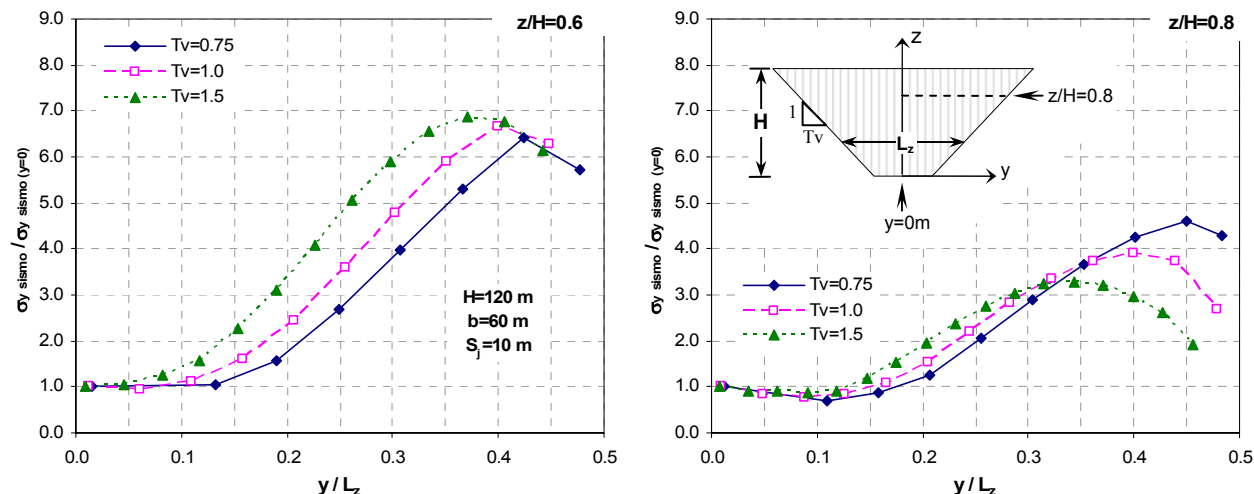 z/H=0.6
9.0
8.0
7.0
6.0
5.0
4.0
3.0
2.0
1.0
0.0
σy sismo / σy sismo (y=0)
Tv=0.75
Tv=1.0
Tv=1.5
H=120 m
b=60 m
Sj=10 m
0.0 0.1 0.2 0.3 0.4 0.5
y / Lz
z/H=0.8
9.0
8.0
7.0
6.0
5.0
4.0
3.0
2.0
1.0
0.0
σy sismo / σy sismo (y=0)
z
z/H=0.8
H
1
Tv
Lz
y
y=0m
Tv=0.75
Tv=1.0
Tv=1.5
0.0 0.1 0.2 0.3 0.4 0.5
y / Lz